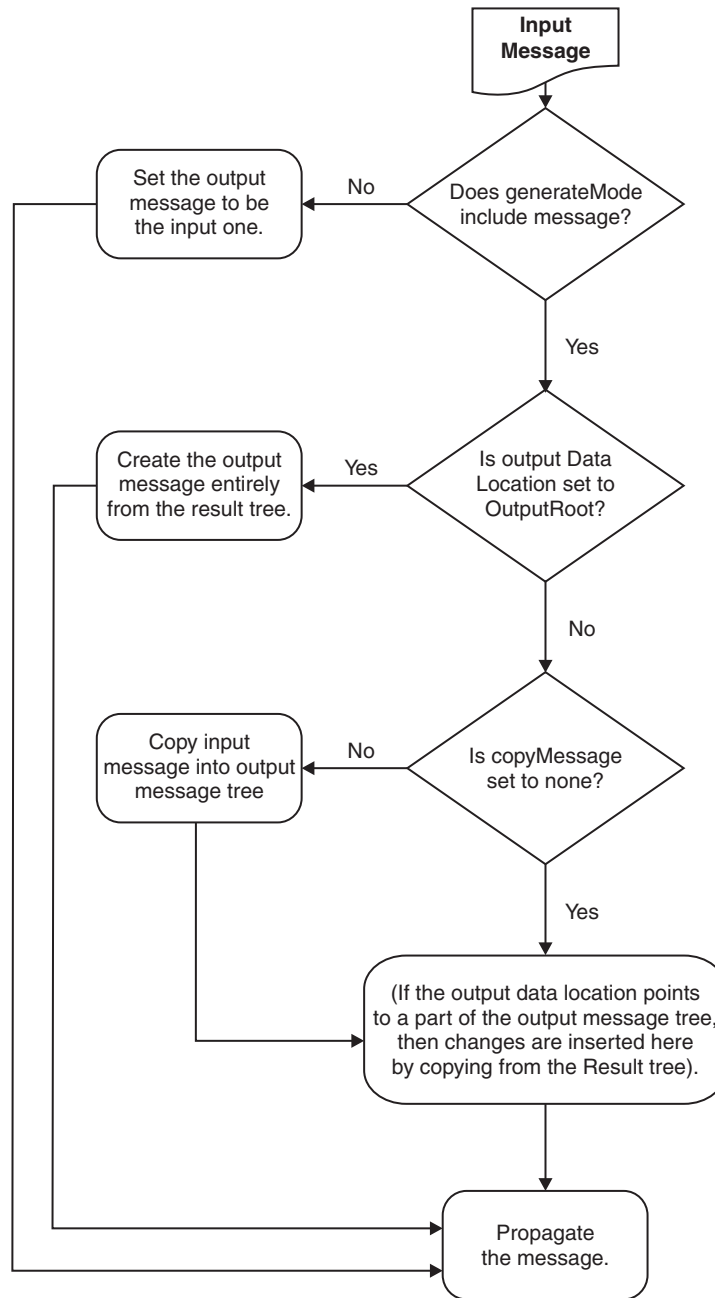 Input
Message
Does generateMode
include message?
No
Set the output
message to be
the input one.
Yes
Is output Data
Location set to
OutputRoot?
Yes
Create the output
message entirely
from the result tree.
No
Is copyMessage
set to none?
No
Copy input
message into output
message tree
Yes
(If the output data location points
to a part of the output message tree,
then changes are inserted here
by copying from the Result tree).
Propagate
the message.